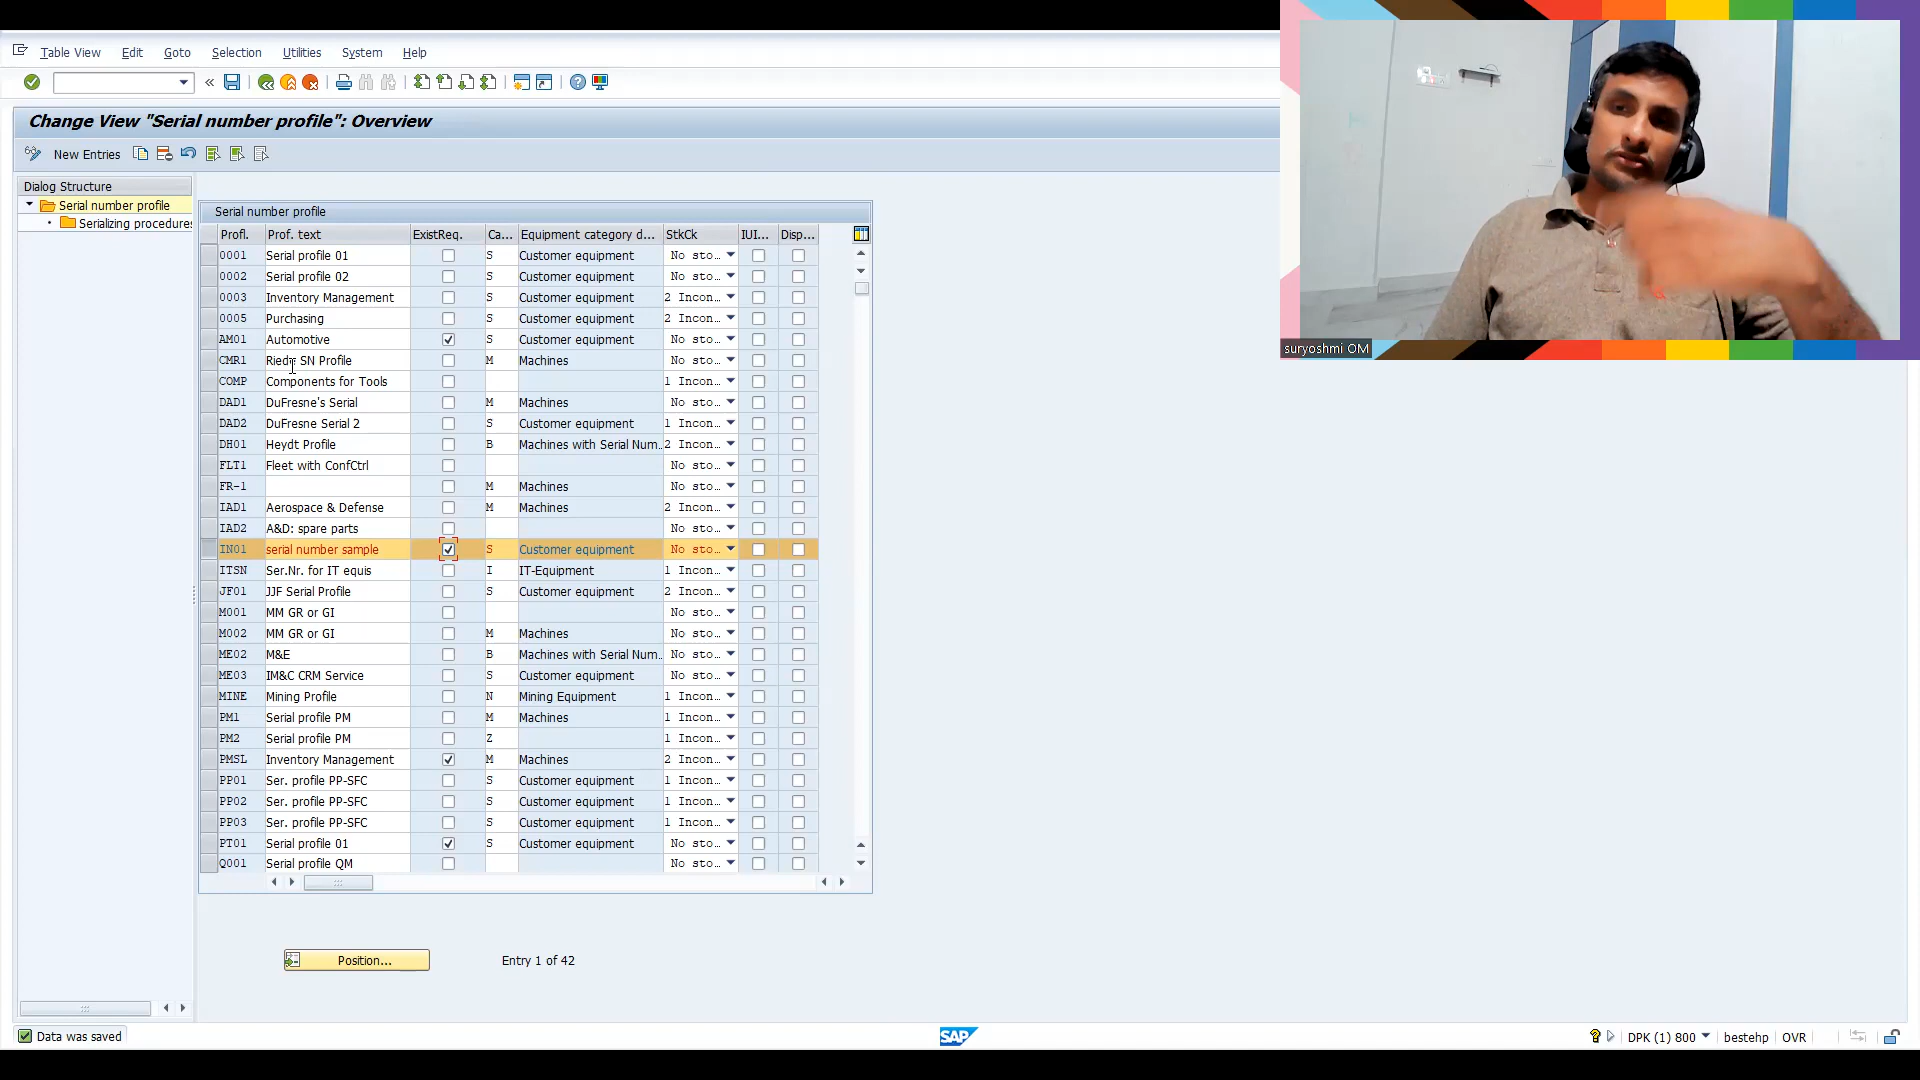 Table View Edit Goto Selection Utilities System Help
Change View "Serial number profile": Overview
New Entries
Dialog Structure
Serial number profile
Serializing procedures
Serial number profile
Profl. Prof. text ExistReq. Ca... Equipment category d... StkCk IUI... Disp...
0001 Serial profile 01 S Customer equipment No sto...
0002 Serial profile 02 S Customer equipment No sto...
0003 Inventory Management S Customer equipment 2 Incon...
0005 Purchasing S Customer equipment 2 Incon...
AM01 Automotive S Customer equipment No sto...
CMR1 SN Profile M Machines No sto...
COMP Components for Tools 1 Incon...
DAD1 DuFresne's Serial M Machines No sto...
DAD2 DuFresne Serial 2 S Customer equipment 1 Incon...
DH01 Heydt Profile B Machines with Serial Num... 2 Incon...
FLT1 Fleet with ConfCtrl No sto...
FR-1 M Machines No sto...
IAD1 Aerospace & Defense M Machines 2 Incon...
IAD2 A&D: spare parts No sto...
IN01 serial number sample S Customer equipment No sto...
ITSN Ser.Nr. for IT equis I IT-Equipment 1 Incon...
JF01 JJF Serial Profile S Customer equipment 2 Incon...
M001 MM GR or GI No sto...
M002 MM GR or GI M Machines No sto...
ME02 M&E B Machines with Serial Num... No sto...
ME03 IM&C CRM Service S Customer equipment No sto...
MINE Mining Profile N Mining Equipment 1 Incon...
PM1 Serial profile PM M Machines 1 Incon...
PM2 Serial profile PM Z 1 Incon...
PMSL Inventory Management M Machines 2 Incon...
PP01 Ser. profile PP-SFC S Customer equipment 1 Incon...
PP02 Ser. profile PP-SFC S Customer equipment 1 Incon...
PP03 Ser. profile PP-SFC S Customer equipment 1 Incon...
PT01 Serial profile 01 S Customer equipment No sto...
Q001 Serial profile QM No sto...
Position... Entry 1 of 42
Data was saved
SAP
DPK (1) 800 bestehp OVR
suryoshmi OM